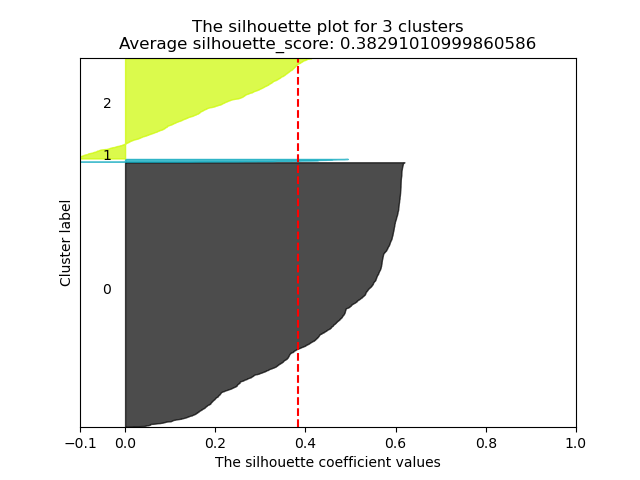 The silhouette plot for 3 clusters
Average silhouette_score: 0.38291010999860586
2
1
0
Cluster label
−0.1 0.0 0.2 0.4 0.6 0.8 1.0
The silhouette coefficient values